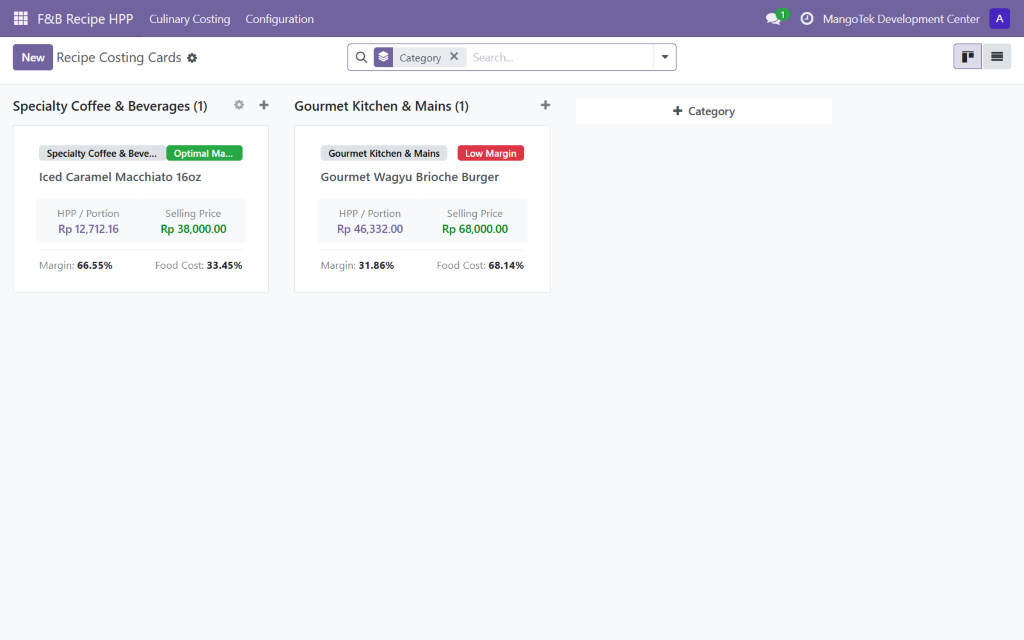 F&B Recipe HPP Culinary Costing Configuration 1 MangoTek Development Center A
New Recipe Costing Cards Category Search...
Specialty Coffee & Beverages (1)
Specialty Coffee & Beve... Optimal Ma...
Iced Caramel Macchiato 16oz
HPP / Portion Selling Price
Rp 12,712.16 Rp 38,000.00
Margin: 66.55% Food Cost: 33.45%
Gourmet Kitchen & Mains (1)
Gourmet Kitchen & Mains Low Margin
Gourmet Wagyu Brioche Burger
HPP / Portion Selling Price
Rp 46,332.00 Rp 68,000.00
Margin: 31.86% Food Cost: 68.14%
Category